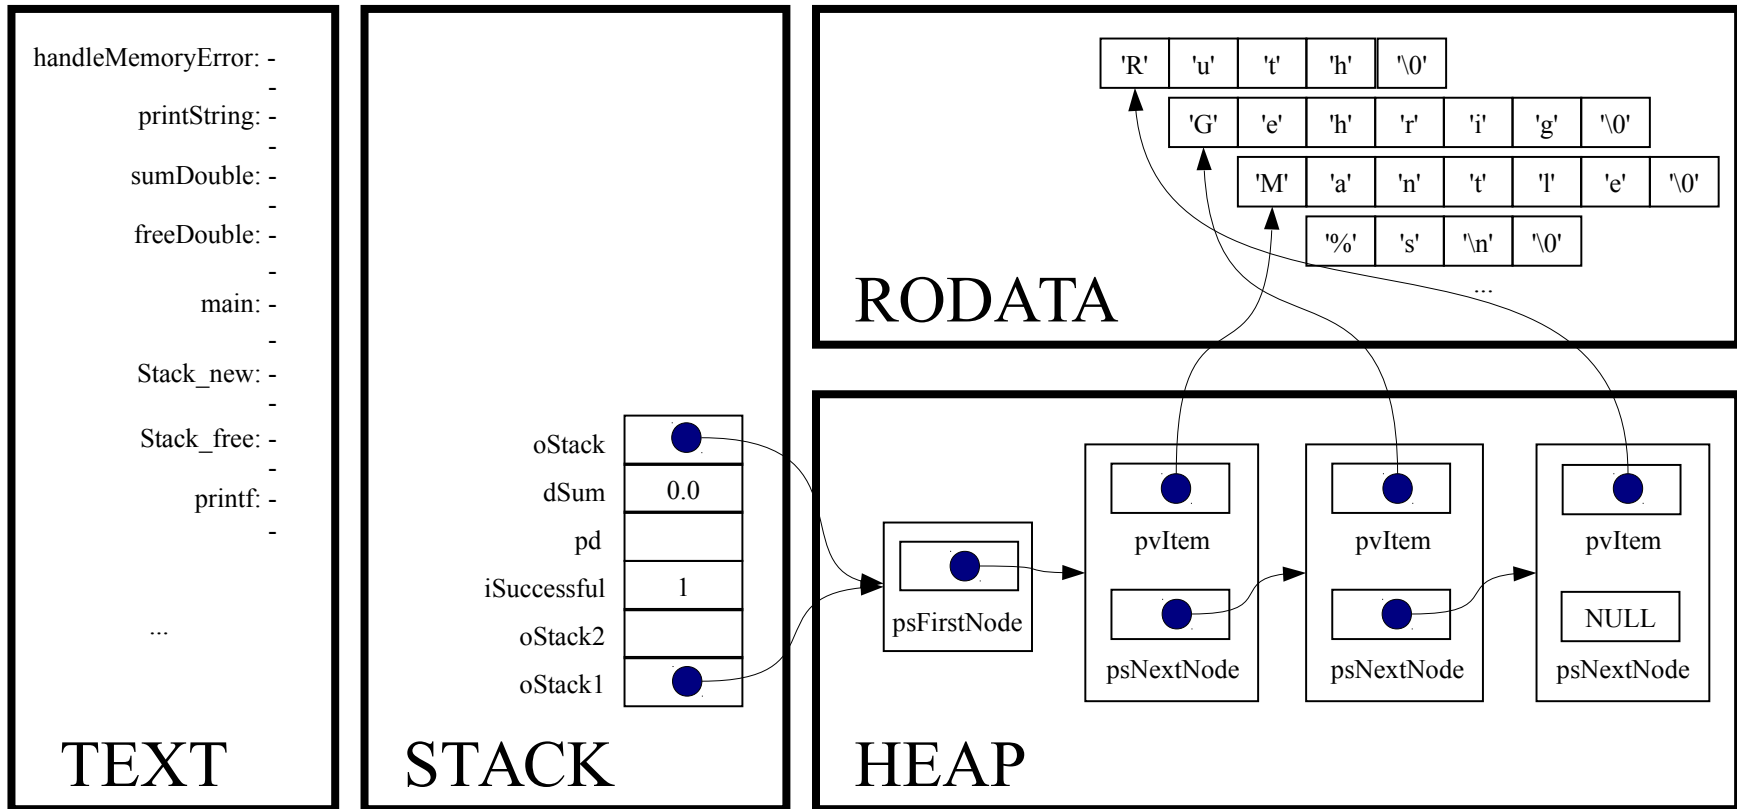 handleMemoryError: -
-
printString: -
-
sumDouble: -
-
freeDouble: -
-
main: -
-
Stack_new: -
-
Stack_free: -
-
printf: -
-
...
TEXT
oStack
dSum 0.0
pd
iSuccessful 1
oStack2
oStack1
STACK
'R' 'u' 't' 'h' '\0'
'G' 'e' 'h' 'r' 'i' 'g' '\0'
'M' 'a' 'n' 't' 'l' 'e' '\0'
'%' 's' '\n' '\0'
...
RODATA
psFirstNode
pvItem pvItem pvItem
NULL
psNextNode psNextNode psNextNode
HEAP